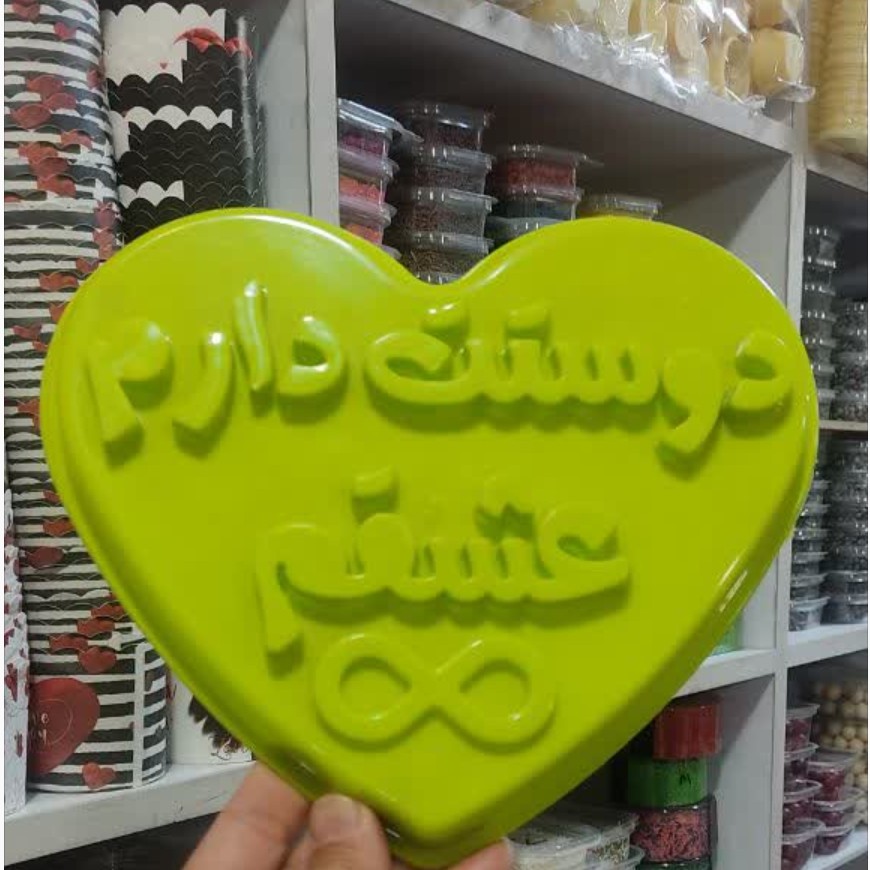 دوستت دارم
عشقم
∞